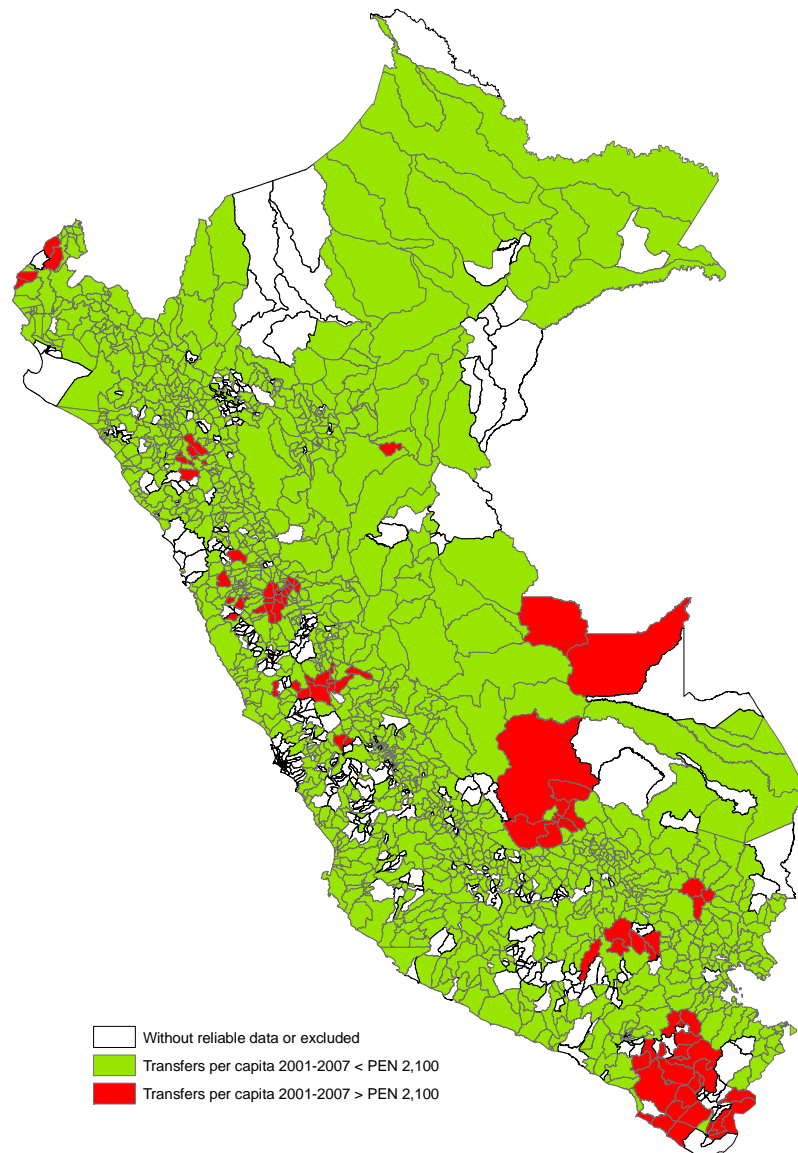 Without reliable data or excluded
Transfers per capita 2001-2007 < PEN 2,100
Transfers per capita 2001-2007 > PEN 2,100